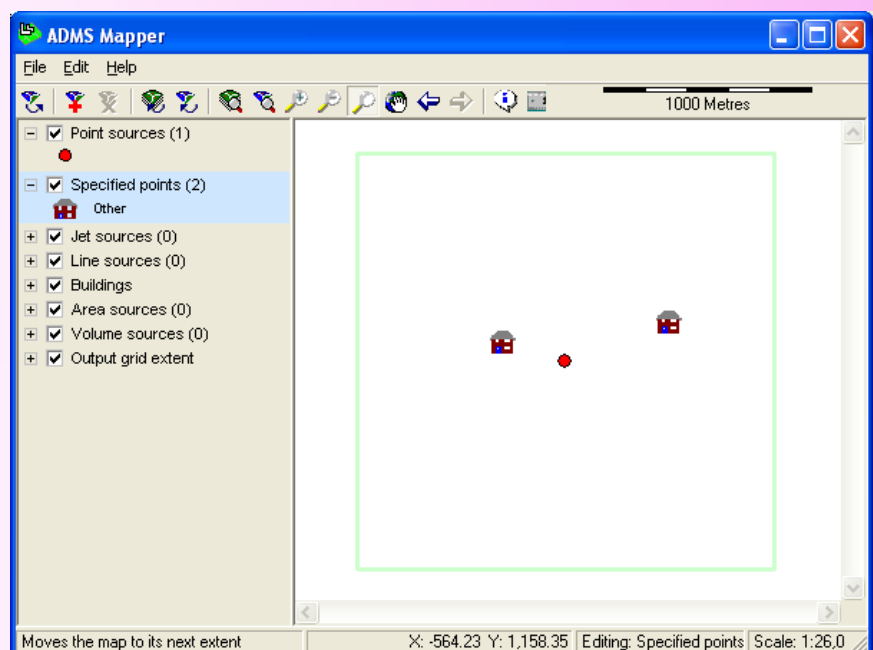 ADMS Mapper
File Edit Help
1000 Metres
Point sources (1)
Specified points (2)
Other
Jet sources (0)
Line sources (0)
Buildings
Area sources (0)
Volume sources (0)
Output grid extent
Moves the map to its next extent
X: -564.23 Y: 1,158.35
Editing: Specified points
Scale: 1:26,0